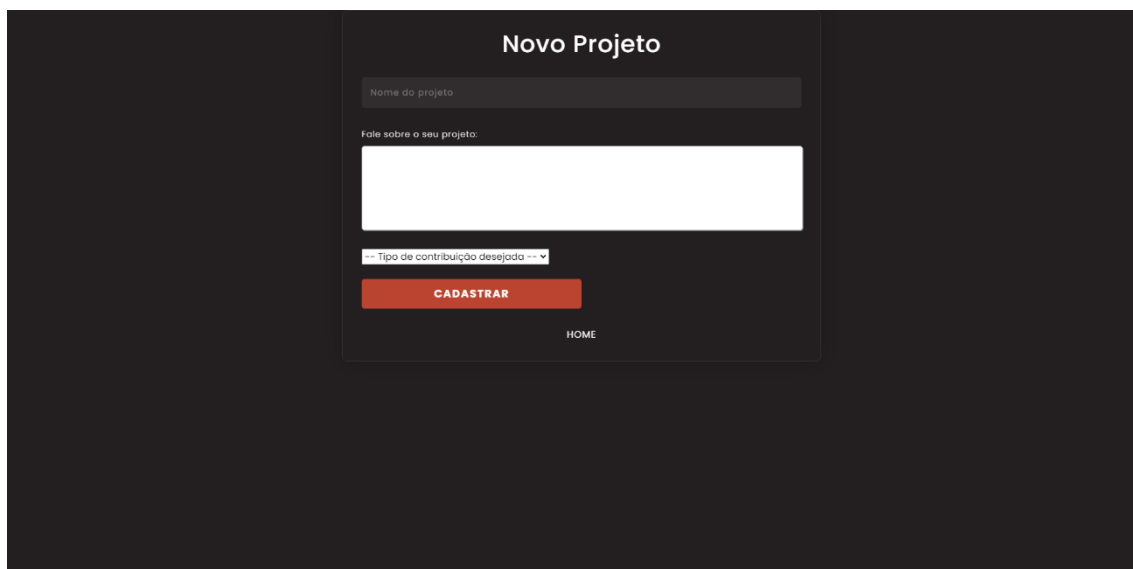 Novo Projeto
Nome do projeto
Fale sobre o seu projeto:
-- Tipo de contribuição desejada --
CADASTRAR
HOME